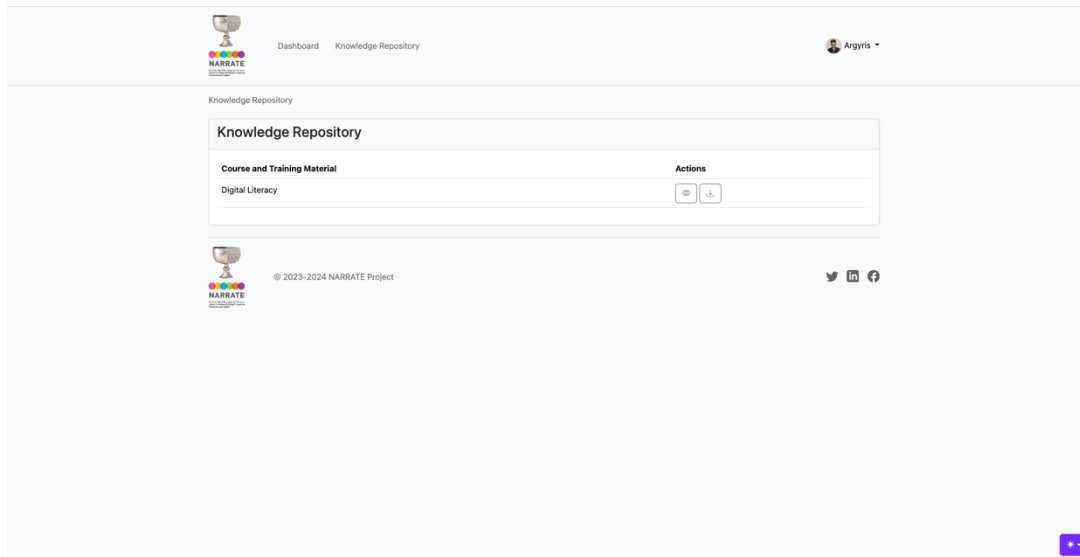 Dashboard
Knowledge Repository
Argyris
NARRATE
Knowledge Repository
Knowledge Repository
Course and Training Material
Actions
Digital Literacy
NARRATE
© 2023-2024 NARRATE Project